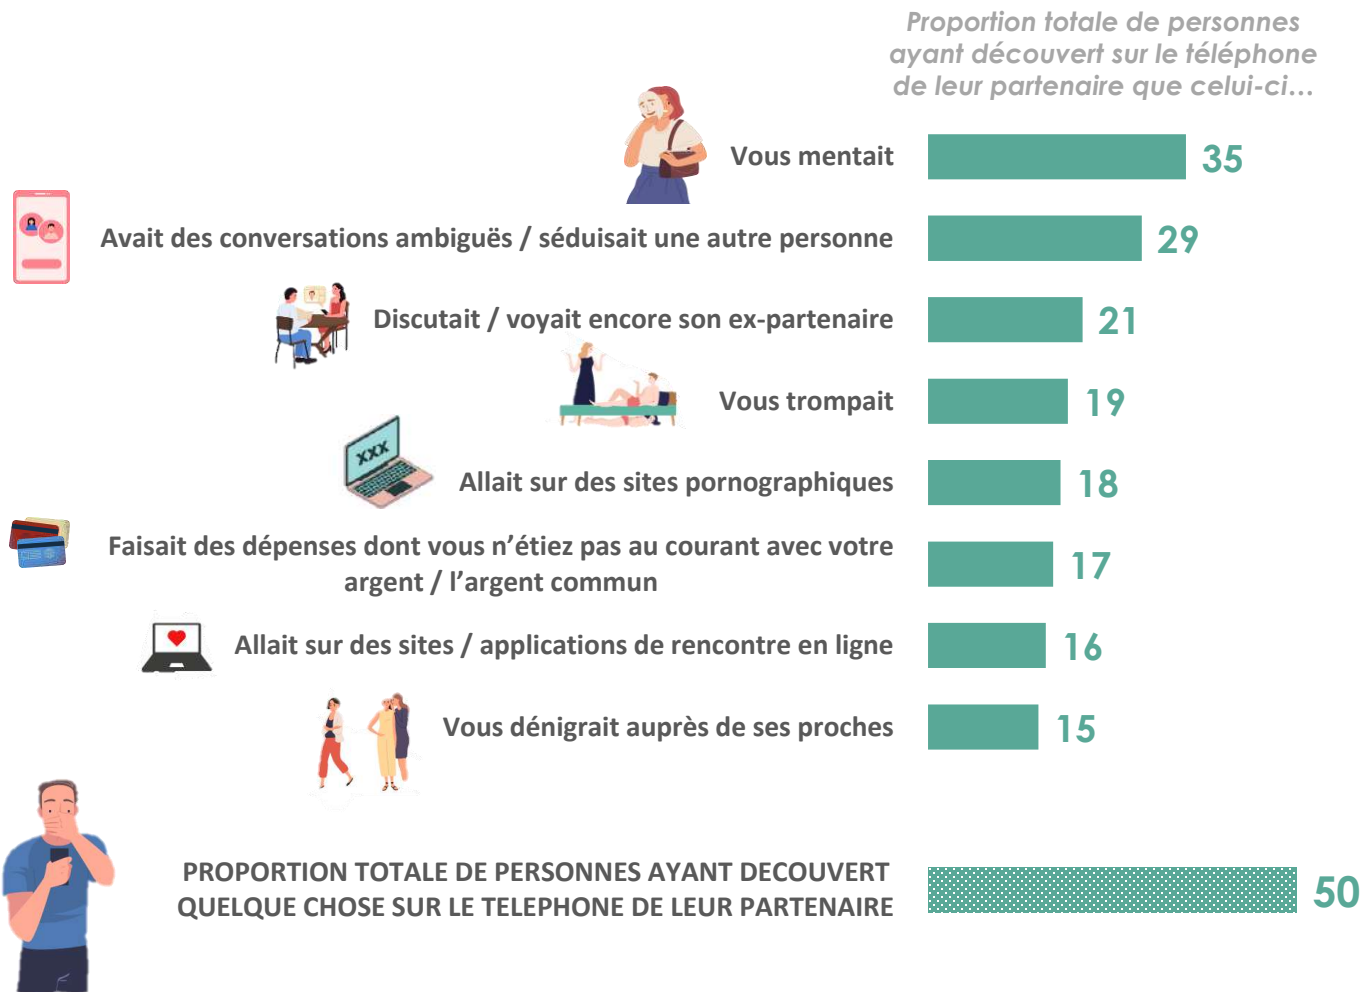 Proportion totale de personnes
ayant découvert sur le téléphone
de leur partenaire que celui-ci...
Vous mentait
35
Avait des conversations ambiguës / séduisait une autre personne
29
Discutait / voyait encore son ex-partenaire
21
Vous trompait
19
XXX
Allait sur des sites pornographiques
18
Faisait des dépenses dont vous n’étiez pas au courant avec votre
argent / l’argent commun
17
Allait sur des sites / applications de rencontre en ligne
16
Vous dénigrait auprès de ses proches
15
PROPORTION TOTALE DE PERSONNES AYANT DECOUVERT
QUELQUE CHOSE SUR LE TELEPHONE DE LEUR PARTENAIRE
50